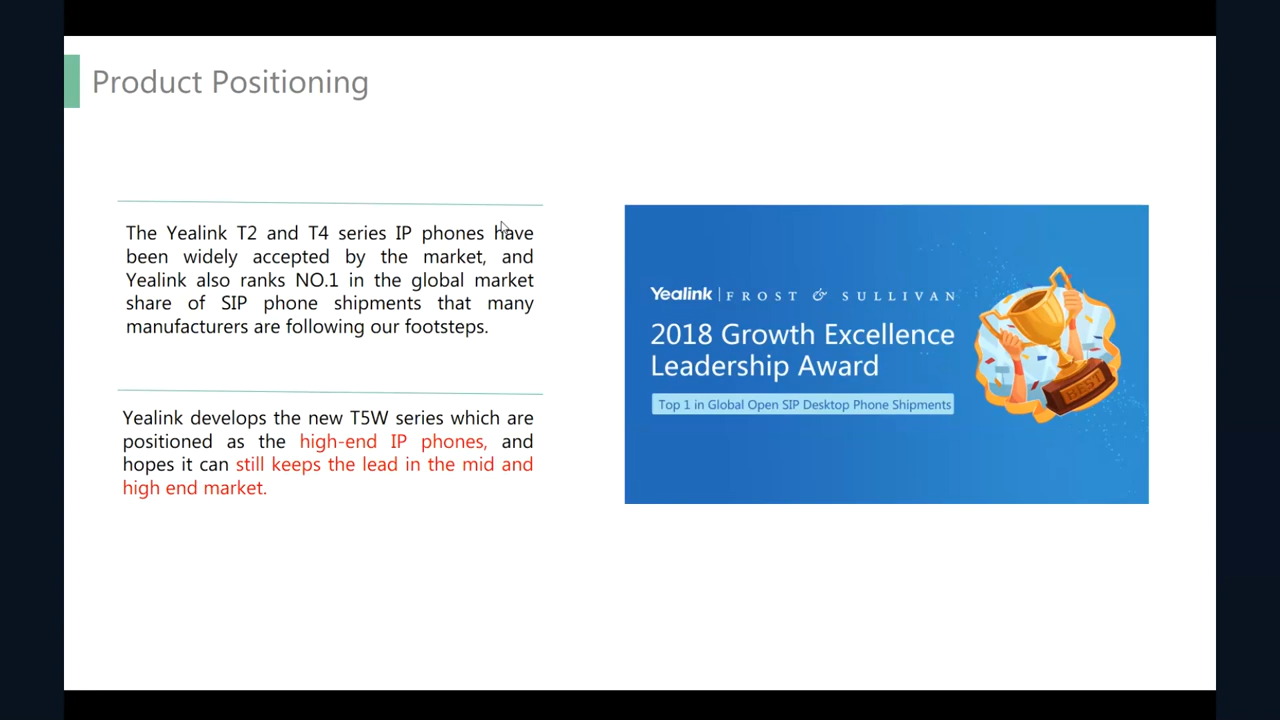 Product Positioning
The Yealink T2 and T4 series IP phones have
been widely accepted by the market, and
Yealink also ranks NO.1 in the global market
share of SIP phone shipments that many
manufacturers are following our footsteps.
Yealink develops the new T5W series which are
positioned as the high-end IP phones, and
hopes it can still keeps the lead in the mid and
high end market.
Yealink | FROST & SULLIVAN
2018 Growth Excellence
Leadership Award
Top 1 in Global Open SIP Desktop Phone Shipments
BEST